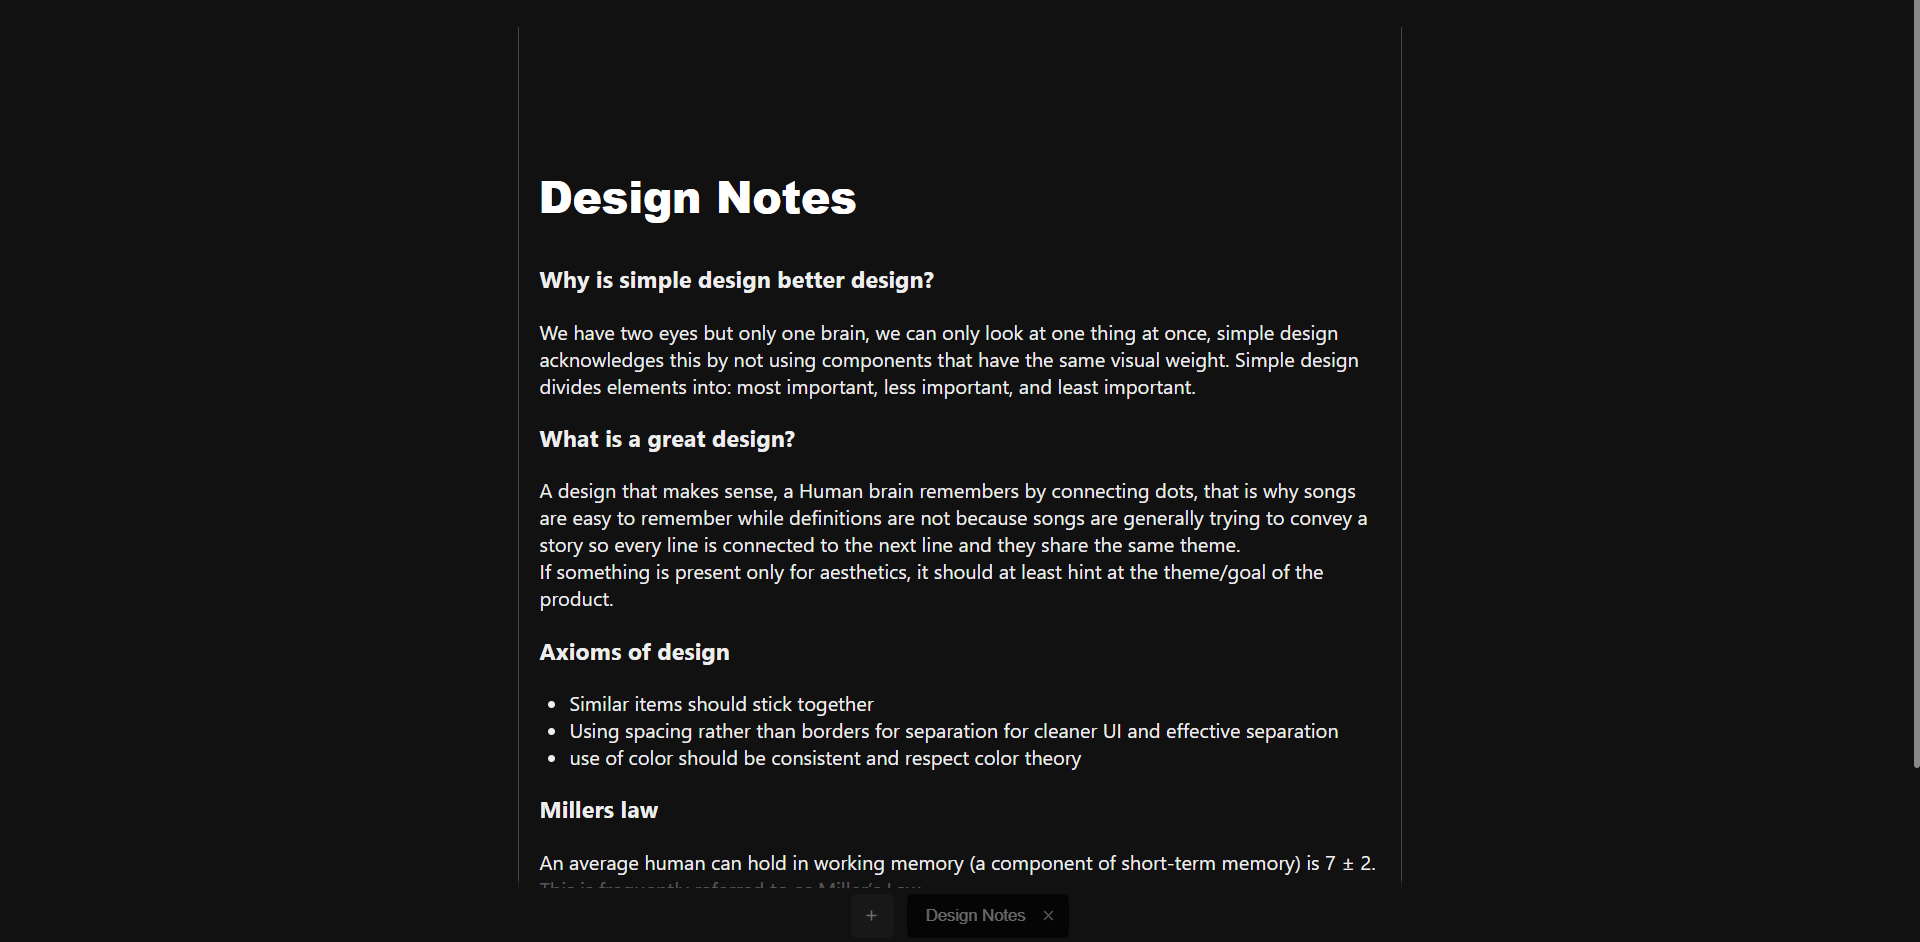 Design Notes
Why is simple design better design?
We have two eyes but only one brain, we can only look at one thing at once, simple design
acknowledges this by not using components that have the same visual weight. Simple design
divides elements into: most important, less important, and least important.
What is a great design?
A design that makes sense, a Human brain remembers by connecting dots, that is why songs
are easy to remember while definitions are not because songs are generally trying to convey a
story so every line is connected to the next line and they share the same theme.
If something is present only for aesthetics, it should at least hint at the theme/goal of the
product.
Axioms of design
• Similar items should stick together
• Using spacing rather than borders for separation for cleaner UI and effective separation
• use of color should be consistent and respect color theory
Millers law
An average human can hold in working memory (a component of short-term memory) is 7 ± 2.
This is frequently referred to as Miller's Law.
+
Design Notes ×